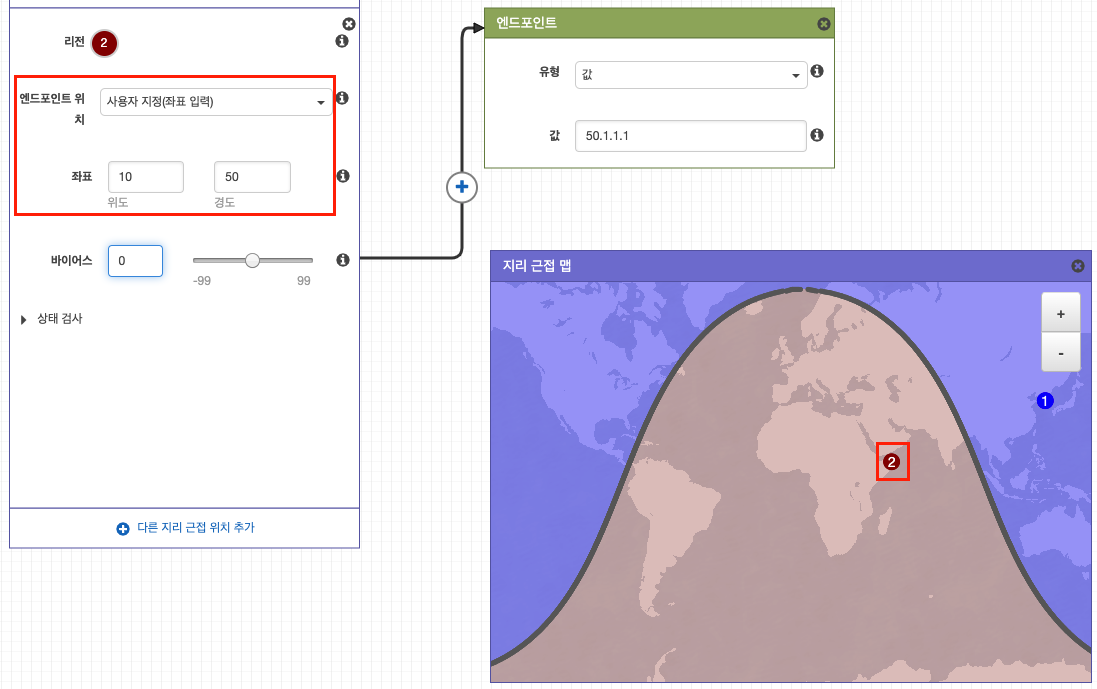 리전 2
엔드포인트 위
치
사용자 지정(좌표 입력)
좌표
10
50
위도
경도
바이어스
0
-99
99
상태 검사
다른 지리 근접 위치 추가
엔드포인트
유형
값
값
50.1.1.1
지리 근접 맵
+
-
1
2